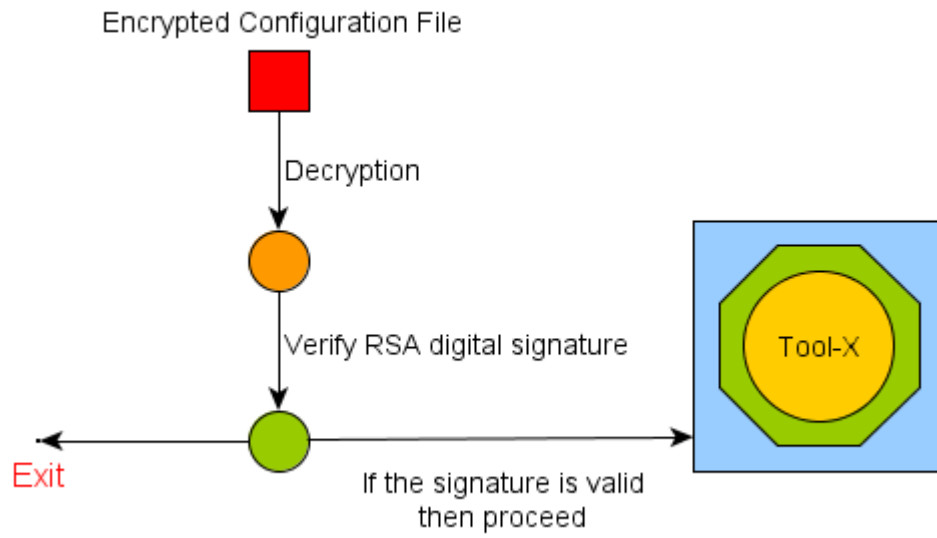 Encrypted Configuration File
Decryption
Verify RSA digital signature
Tool-X
Exit
If the signature is valid
then proceed